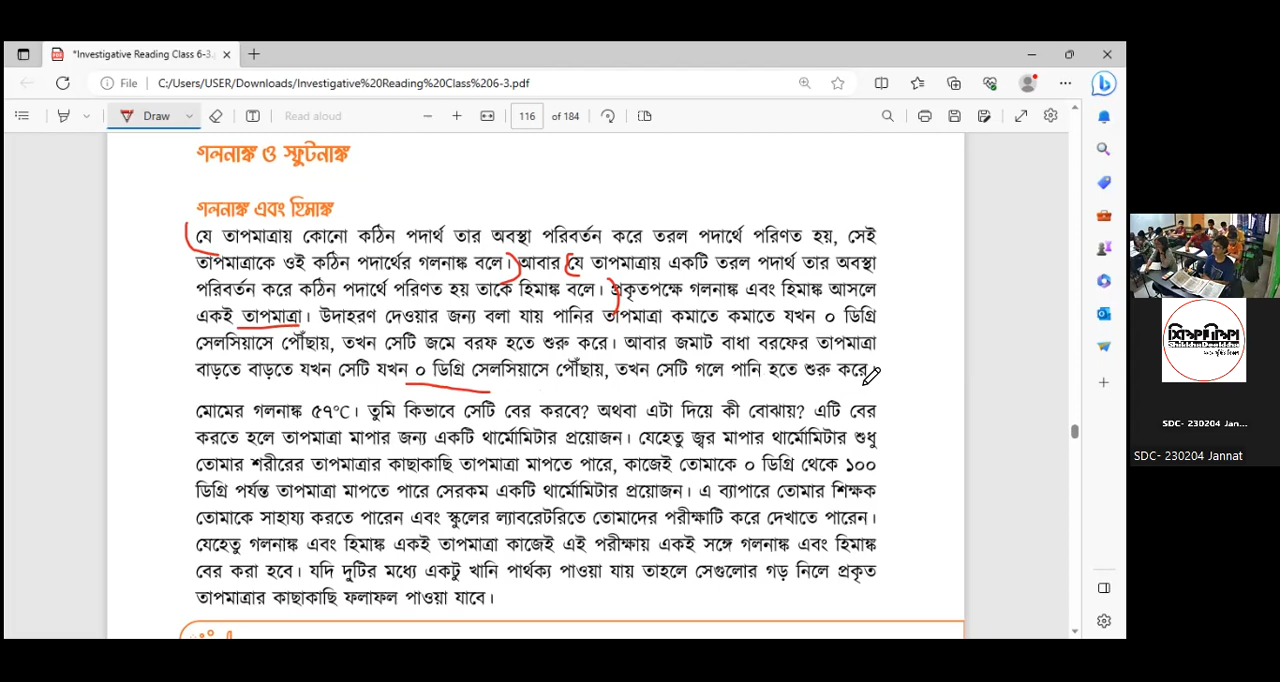 *Investigative Reading Class 6-3.
File
C:/Users/USER/Downloads/Investigative%20Reading%20Class%206-3.pdf
Draw
Read aloud
116
of 184
গলনাঙ্ক ও স্ফুটনাঙ্ক
গলনাঙ্ক এবং হিমাঙ্ক
যে তাপমাত্রায় কোনো কঠিন পদার্থ তার অবস্থা পরিবর্তন করে তরল পদার্থে পরিণত হয়, সেই
তাপমাত্রাকে ওই কঠিন পদার্থের গলনাঙ্ক বলে। আবার যে তাপমাত্রায় একটি তরল পদার্থ তার অবস্থা
পরিবর্তন করে কঠিন পদার্থে পরিণত হয় তাকে হিমাঙ্ক বলে। প্রকৃতপক্ষে গলনাঙ্ক এবং হিমাঙ্ক আসলে
একই তাপমাত্রা। উদাহরণ দেওয়ার জন্য বলা যায় পানির তাপমাত্রা কমাতে কমাতে যখন ০ ডিগ্রি
সেলসিয়াসে পৌঁছায়, তখন সেটি জমে বরফ হতে শুরু করে। আবার জমাট বাধা বরফের তাপমাত্রা
বাড়তে বাড়তে যখন সেটি যখন ০ ডিগ্রি সেলসিয়াসে পৌঁছায়, তখন সেটি গলে পানি হতে শুরু করে
মোমের গলনাঙ্ক ৫৭°C। তুমি কিভাবে সেটি বের করবে? অথবা এটা দিয়ে কী বোঝায়? এটি বের
করতে হলে তাপমাত্রা মাপার জন্য একটি থার্মোমিটার প্রয়োজন। যেহেতু জ্বর মাপার থার্মোমিটার শুধু
তোমার শরীরের তাপমাত্রার কাছাকাছি তাপমাত্রা মাপতে পারে, কাজেই তোমাকে ০ ডিগ্রি থেকে ১০০
ডিগ্রি পর্যন্ত তাপমাত্রা মাপতে পারে সেরকম একটি থার্মোমিটার প্রয়োজন। এ ব্যাপারে তোমার শিক্ষক
তোমাকে সাহায্য করতে পারেন এবং স্কুলের ল্যাবরেটরিতে তোমাদের পরীক্ষাটি করে দেখাতে পারেন।
যেহেতু গলনাঙ্ক এবং হিমাঙ্ক একই তাপমাত্রা কাজেই এই পরীক্ষায় একই সঙ্গে গলনাঙ্ক এবং হিমাঙ্ক
বের করা হবে। যদি দুটির মধ্যে একটু খানি পার্থক্য পাওয়া যায় তাহলে সেগুলোর গড় নিলে প্রকৃত
তাপমাত্রার কাছাকাছি ফলাফল পাওয়া যাবে।
SDC- 230204 Jan...
SDC- 230204 Jannat